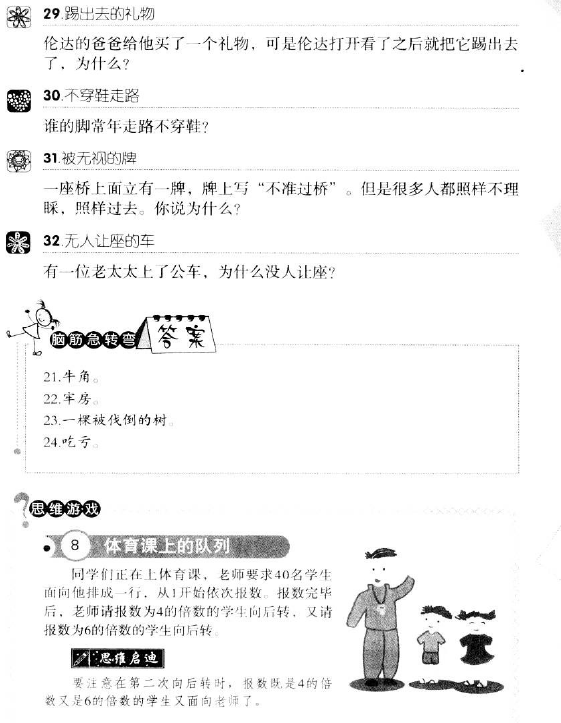 29.踢出去的礼物
伦达的爸爸给他买了一个礼物，可是伦达打开看了之后就把它踢出去
了，为什么？
30.不穿鞋走路
谁的脚常年走路不穿鞋？
31.被无视的牌
一座桥上面立有一牌，牌上写“不准过桥”。但是很多人都照样不理
睬，照样过去。你说为什么？
32.无人让座的车
有一位老太太上了公车，为什么没人让座？
脑筋急转弯 答案
21.牛角。
22.牢房。
23.一棵被伐倒的树。
24.吃亏。
思维游戏
8 体育课上的队列
同学们正在上体育课，老师要求40名学生
面向他排成一行，从1开始依次报数。报数完毕
后，老师请报数为4的倍数的学生向后转，又请
报数为6的倍数的学生向后转。
思维启迪
要注意在第二次向后转时，报数既是4的倍
数又是6的倍数的学生又面向老师了。